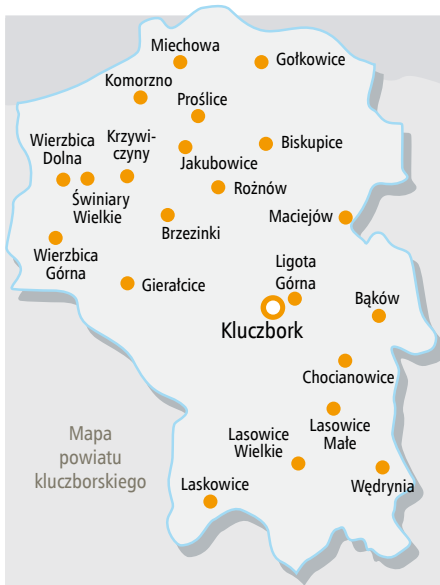 Miechowa
Gołkowice
Komorzno
Proślice
Wierzbica
Dolna
Krzywi-
czyny
Biskupice
Jakubowice
Świniary
Wielkie
Rożnów
Brzezinki
Maciejów
Wierzbica
Górna
Gierałcice
Ligota
Górna
Bąków
Kluczbork
Chocianowice
Lasowice
Małe
Mapa
powiatu
kluczborskiego
Lasowice
Wielkie
Laskowice
Wędrynia